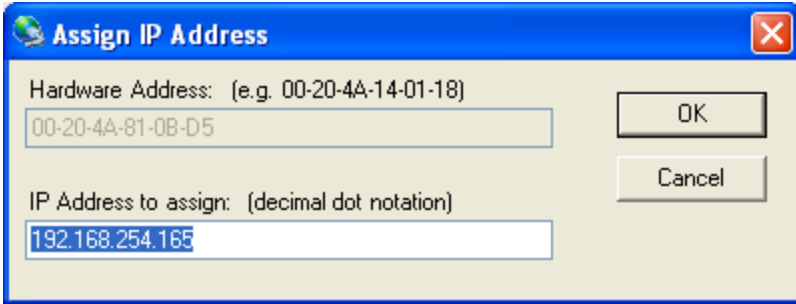 Assign IP Address
Hardware Address: (e.g. 00-20-4A-14-01-18)
00-20-4A-81-0B-D5
OK
Cancel
IP Address to assign: (decimal dot notation)
192.168.254.165